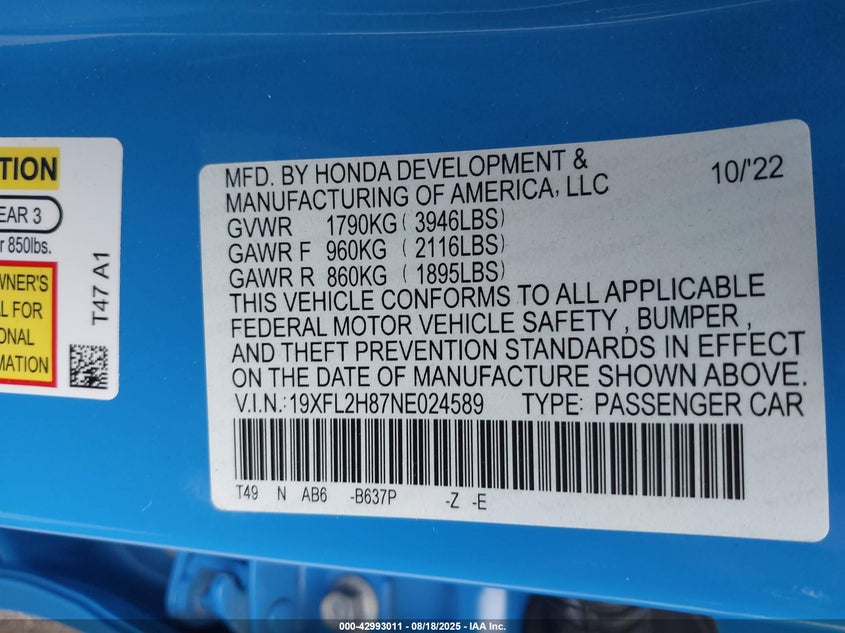 TION
EAR 3
r 850lbs.
WNER'S
AL FOR
ONAL
MATION
T47 A1
MFD. BY HONDA DEVELOPMENT &
MANUFACTURING OF AMERICA, LLC 10/'22
GVWR 1790KG ( 3946LBS)
GAWR F 960KG ( 2116LBS)
GAWR R 860KG ( 1895LBS)
THIS VEHICLE CONFORMS TO ALL APPLICABLE
FEDERAL MOTOR VEHICLE SAFETY , BUMPER ,
AND THEFT PREVENTION STANDARDS IN EFFECT
ON THE DATE OF MANUFACTURE SHOWN ABOVE.
V.I.N.:19XFL2H87NE024589 TYPE: PASSENGER CAR
T49 N AB6 -B637P -Z -E
000-42993011 - 08/18/2025 - IAA Inc.